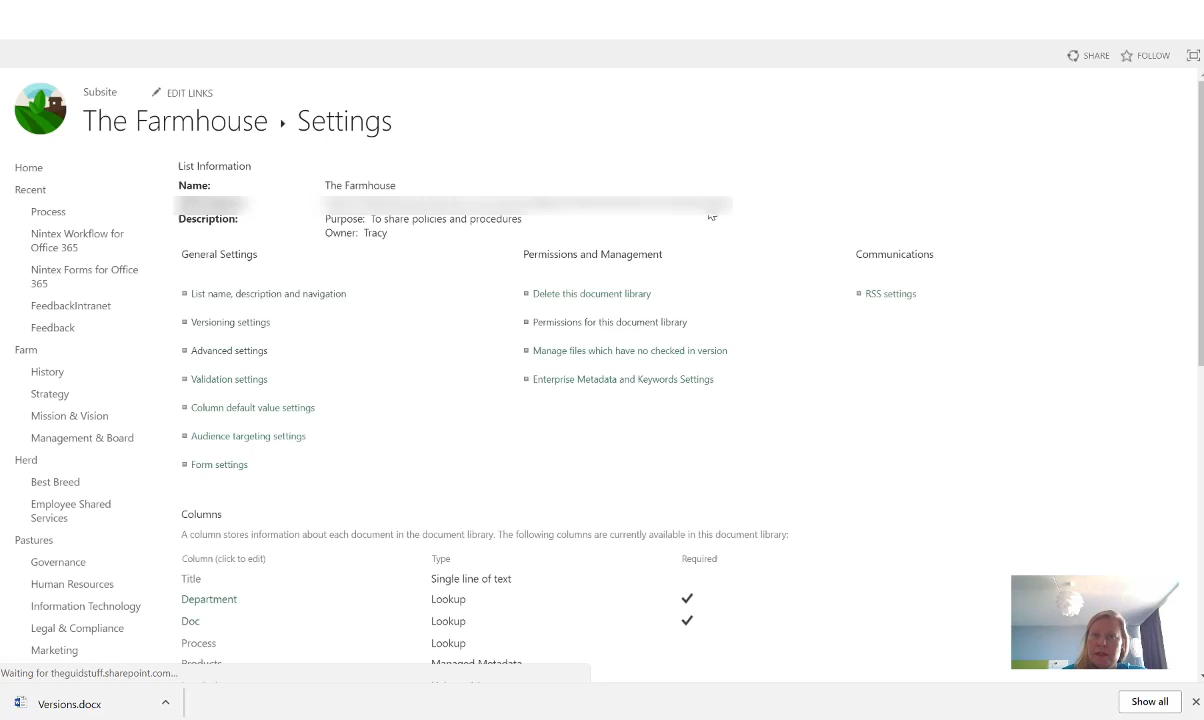 SHARE
FOLLOW
Subsite
EDIT LINKS
The Farmhouse
Settings
Home
Recent
Process
Nintex Workflow for
Office 365
Nintex Forms for Office
365
FeedbackIntranet
Feedback
Farm
History
Strategy
Mission & Vision
Management & Board
Herd
Best Breed
Employee Shared
Services
Pastures
Governance
Human Resources
Information Technology
Legal & Compliance
Marketing
List Information
Name: The Farmhouse
Description: Purpose: To share policies and procedures
Owner: Tracy
General Settings
List name, description and navigation
Versioning settings
Advanced settings
Validation settings
Column default value settings
Audience targeting settings
Form settings
Permissions and Management
Delete this document library
Permissions for this document library
Manage files which have no checked in version
Enterprise Metadata and Keywords Settings
Communications
RSS settings
Columns
A column stores information about each document in the document library. The following columns are currently available in this document library:
Column (click to edit) Type Required
Title Single line of text
Department Lookup
Doc Lookup
Process Lookup
Products Managed Metadata
Waiting for theguidstuff.sharepoint.com...
Versions.docx
Show all